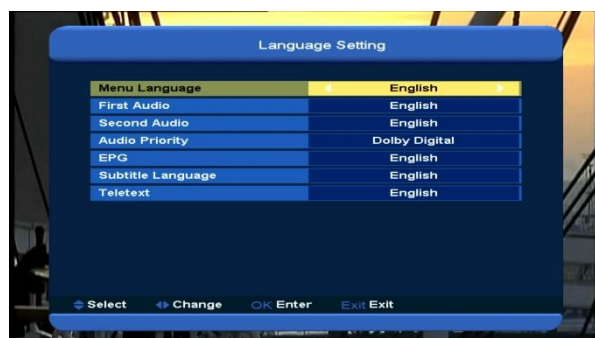 Language Setting
Menu Language English
First Audio English
Second Audio English
Audio Priority Dolby Digital
EPG English
Subtitle Language English
Teletext English
Select Change OK Enter Exit Exit